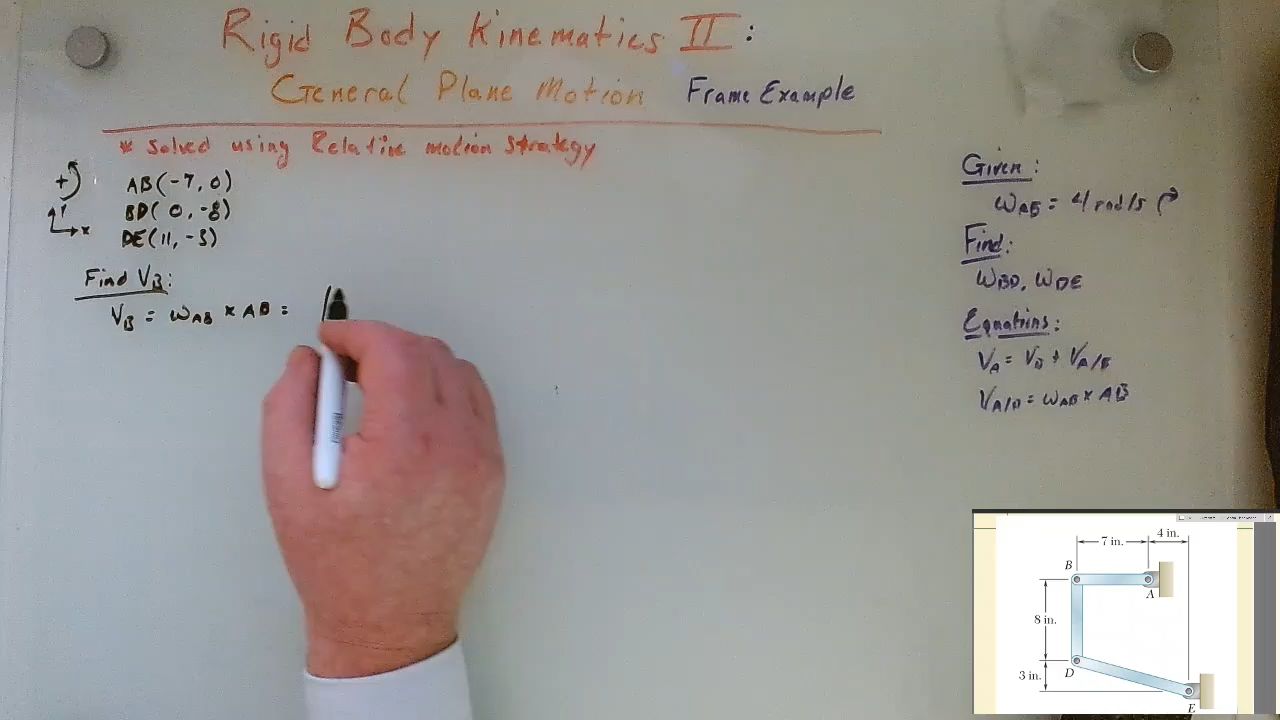 Rigid Body Kinematics II:
General Plane Motion Frame Example
* Solved using Relative motion strategy
+
AB(-7, 0)
BD( 0, -8)
Y
x
DE(11, -3)
Find VB:
VB = ωAB × AB =
Given:
ωAB = 4 rad/s
Find:
ωBD, ωDE
Equations:
VA = VB + VA/B
VA/B = ωAB × AB
7 in.
4 in.
B
A
8 in.
D
3 in.
E